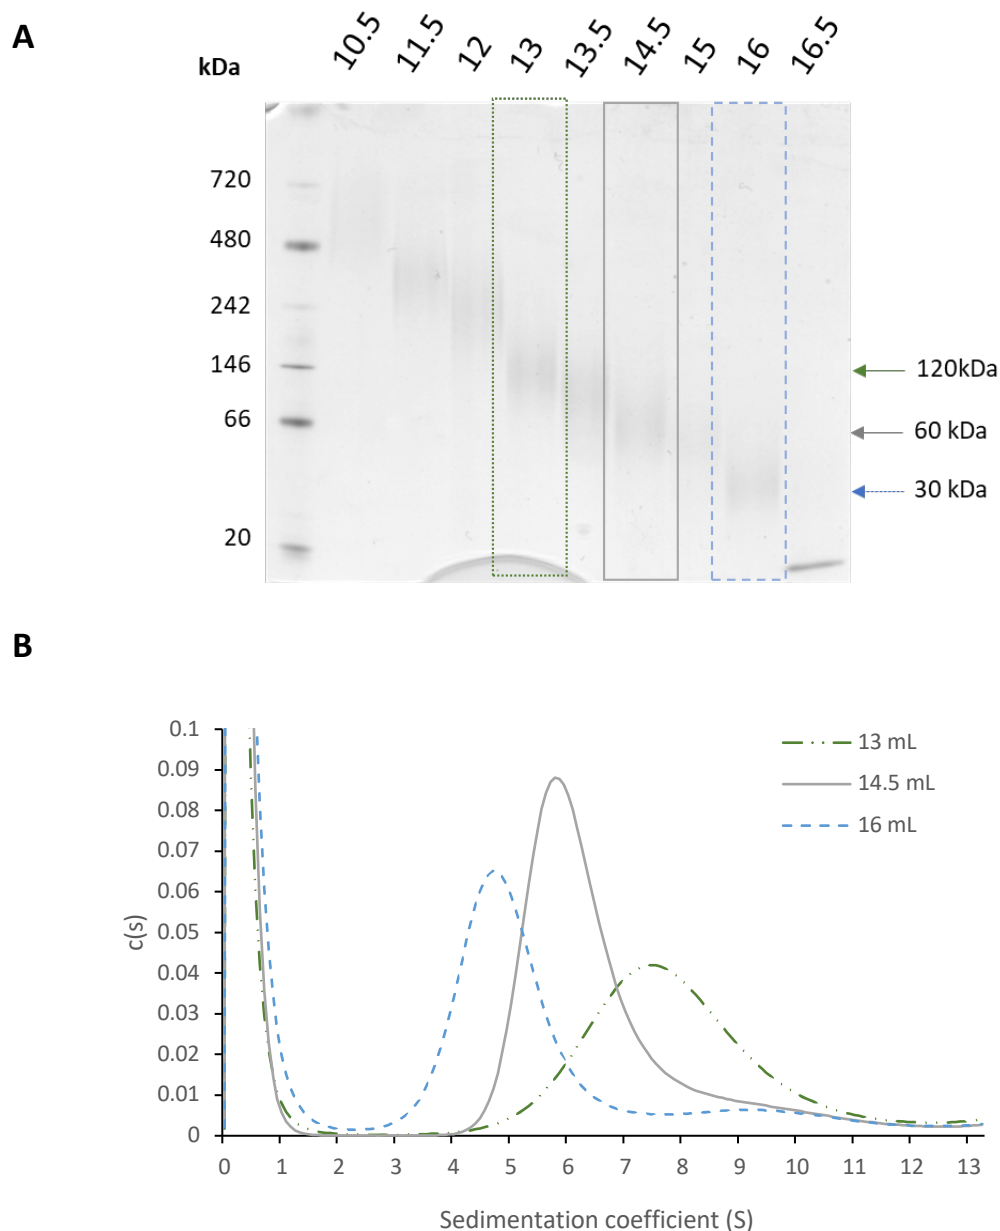 A
kDa
10.5 11.5 12 13 13.5 14.5 15 16 16.5
720
480
242
146
66
20
120kDa
60 kDa
30 kDa
B
0.1
0.09
0.08
0.07
0.06
0.05
0.04
0.03
0.02
0.01
0
c(s)
13 mL
14.5 mL
16 mL
0 1 2 3 4 5 6 7 8 9 10 11 12 13
Sedimentation coefficient (S)